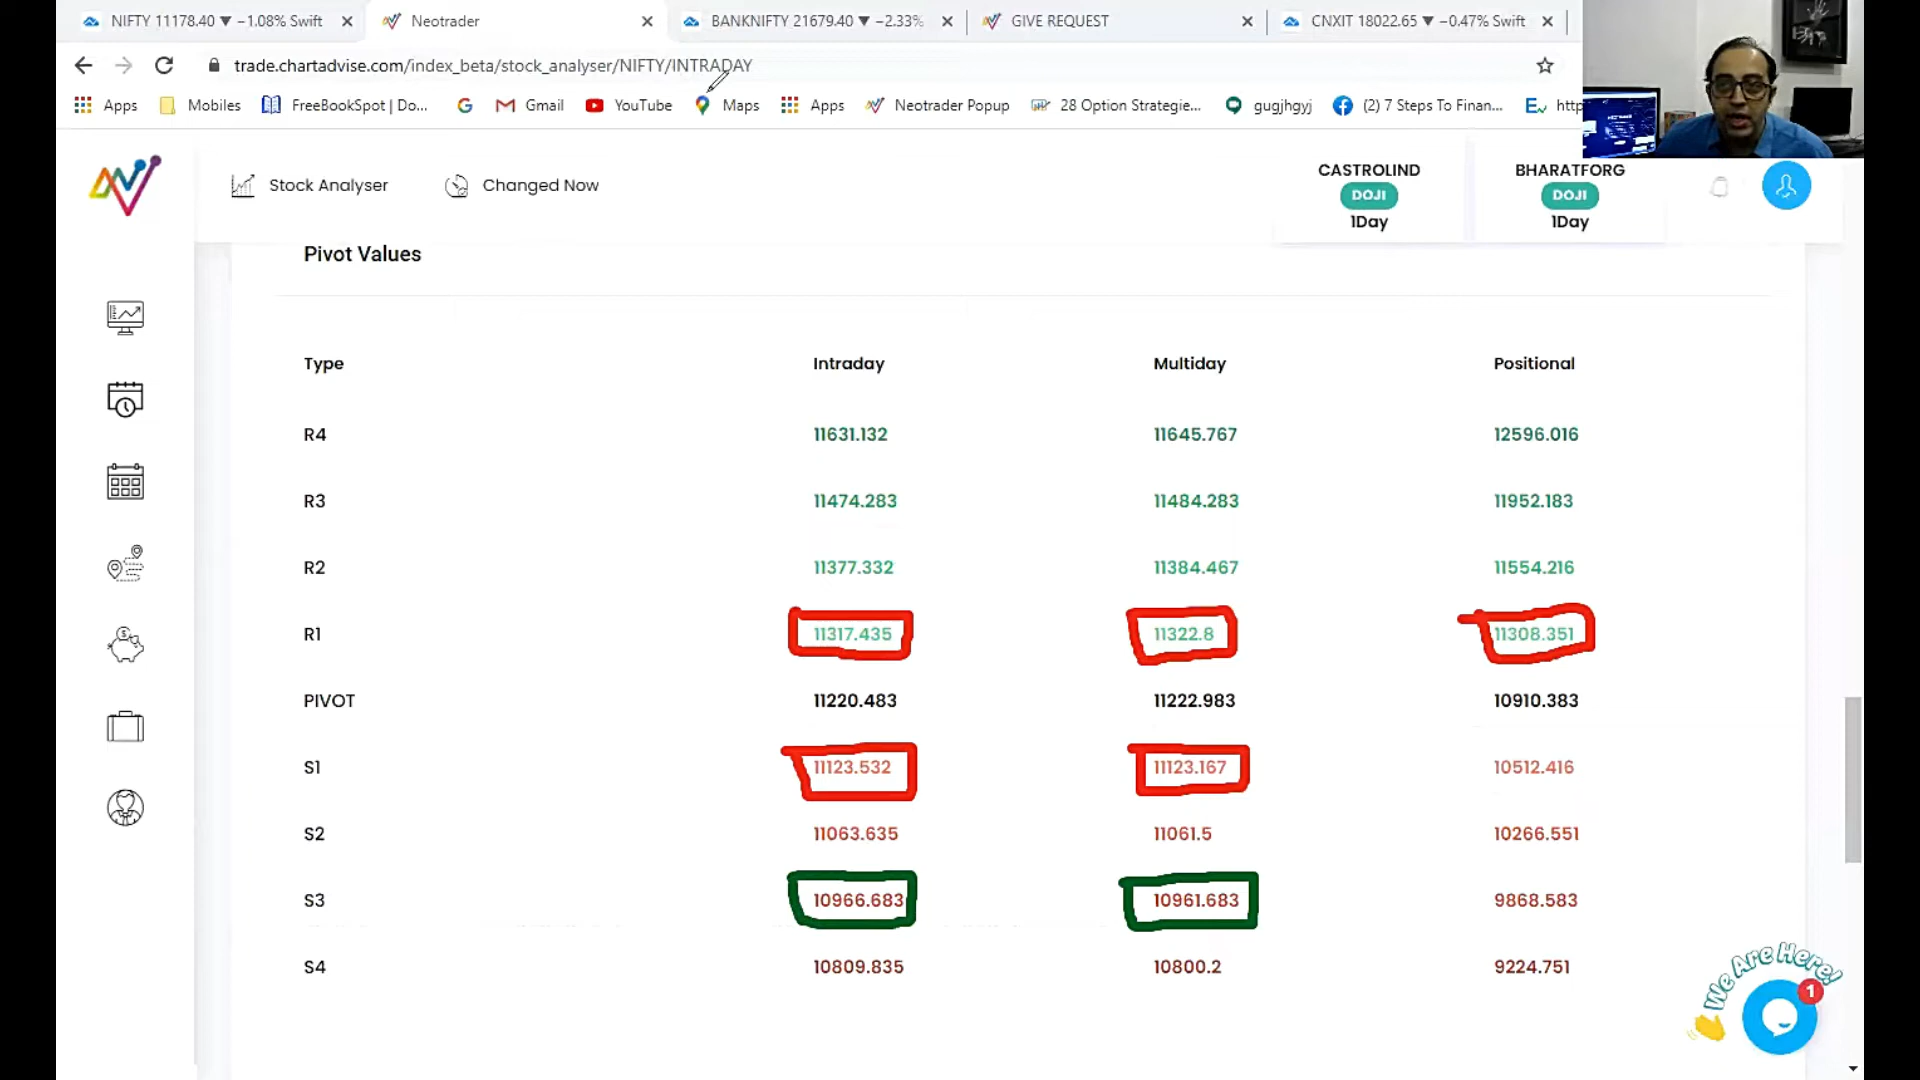 NIFTY 11178.40 ▼ −1.08% Swift
Neotrader
BANKNIFTY 21679.40 ▼ −2.33%
GIVE REQUEST
CNXIT 18022.65 ▼ −0.47% Swift
trade.chartadvise.com/index_beta/stock_analyser/NIFTY/INTRADAY
Apps Mobiles FreeBookSpot | Do... Gmail YouTube Maps Apps Neotrader Popup 28 Option Strategie... gugjhgyj (2) 7 Steps To Finan... http
Stock Analyser Changed Now
CASTROLIND
DOJI
1Day
BHARATFORG
DOJI
1Day
Pivot Values
Type Intraday Multiday Positional
R4 11631.132 11645.767 12596.016
R3 11474.283 11484.283 11952.183
R2 11377.332 11384.467 11554.216
R1 11317.435 11322.8 11308.351
PIVOT 11220.483 11222.983 10910.383
S1 11123.532 11123.167 10512.416
S2 11063.635 11061.5 10266.551
S3 10966.683 10961.683 9868.583
S4 10809.835 10800.2 9224.751
We Are Here!
1